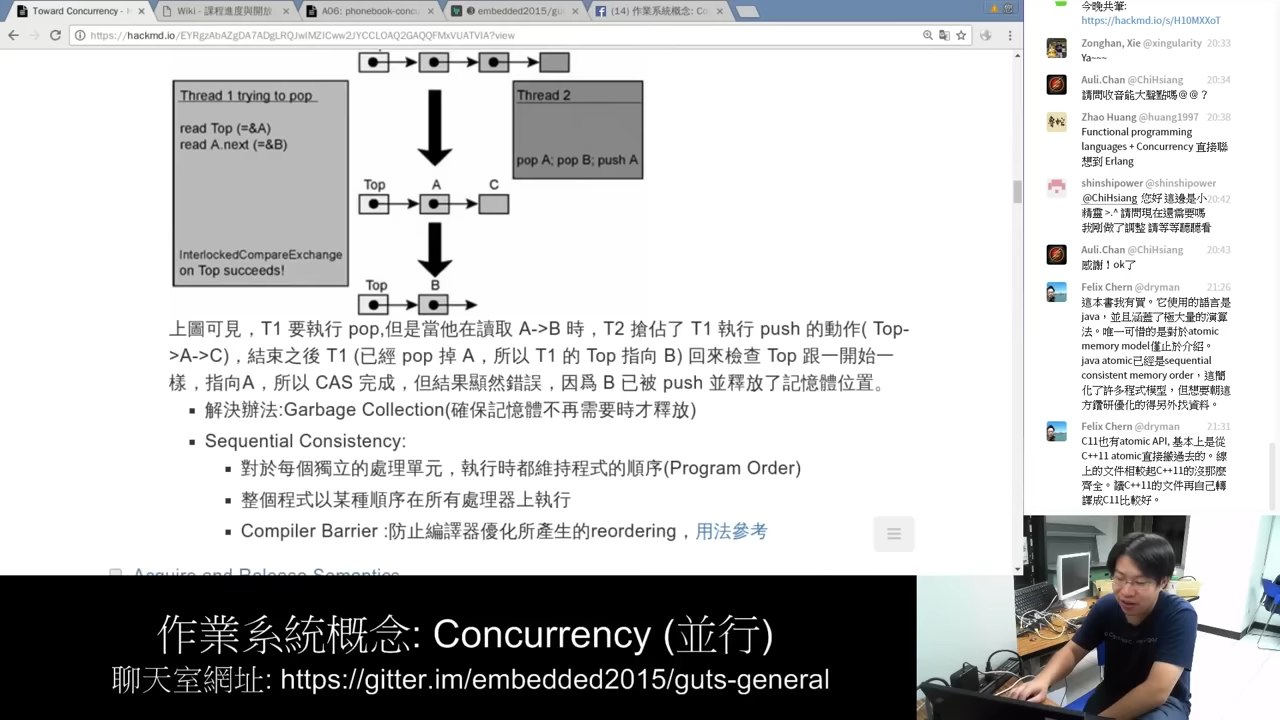 Toward Concurrency - H
Wiki - 課程進度與開放
A06: phonebook-concu
embedded2015/gu
(14) 作業系統概念: Co
https://hackmd.io/
?view
Thread 1 trying to pop
read Top (=&A)
read A.next (=&B)
InterlockedCompareExchange
on Top succeeds!
Thread 2
pop A; pop B; push A
Top
A
C
Top
B
上圖可見，T1 要執行 pop,但是當他在讀取 A->B 時，T2 搶佔了 T1 執行 push 的動作( Top-
>A->C)，結束之後 T1 (已經 pop 掉 A，所以 T1 的 Top 指向 B) 回來檢查 Top 跟一開始一
樣，指向A，所以 CAS 完成，但結果顯然錯誤，因爲 B 已被 push 並釋放了記憶體位置。
解決辦法:Garbage Collection(確保記憶體不再需要時才釋放)
Sequential Consistency:
對於每個獨立的處理單元，執行時都維持程式的順序(Program Order)
整個程式以某種順序在所有處理器上執行
Compiler Barrier :防止編譯器優化所產生的reordering，用法參考
Acquire and Release Semantics
今晚共筆:
https://hackmd.io/s/H10MXXoT
Zonghan, Xie @xingularity 20:33
Ya~~~
Auli.Chan @ChiHsiang 20:34
請問收音能大聲點嗎＠＠？
Zhao Huang @huang1997 20:38
Functional programming
languages + Concurrency 直接聯
想到 Erlang
shinshipower @shinshipower
@ChiHsiang 您好 這邊是小 20:42
精靈 >.^ 請問現在還需要嗎
我剛做了調整 請等等聽聽看
Auli.Chan @ChiHsiang 20:43
感謝！ok了
Felix Chern @dryman 21:26
這本書我有買。它使用的語言是
java，並且涵蓋了極大量的演算
法。唯一可惜的是對於atomic
memory model僅止於介紹。
java atomic已經是sequential
consistent memory order，這簡
化了許多程式模型，但想要朝這
方鑽研優化的得另外找資料。
Felix Chern @dryman 21:31
C11也有atomic API, 基本上是從
C++11 atomic直接搬過去的。線
上的文件相較起C++11的沒那麼
齊全。讀C++11的文件再自己轉
譯成C11比較好。
作業系統概念: Concurrency (並行)
聊天室網址: https://gitter.im/embedded2015/guts-general